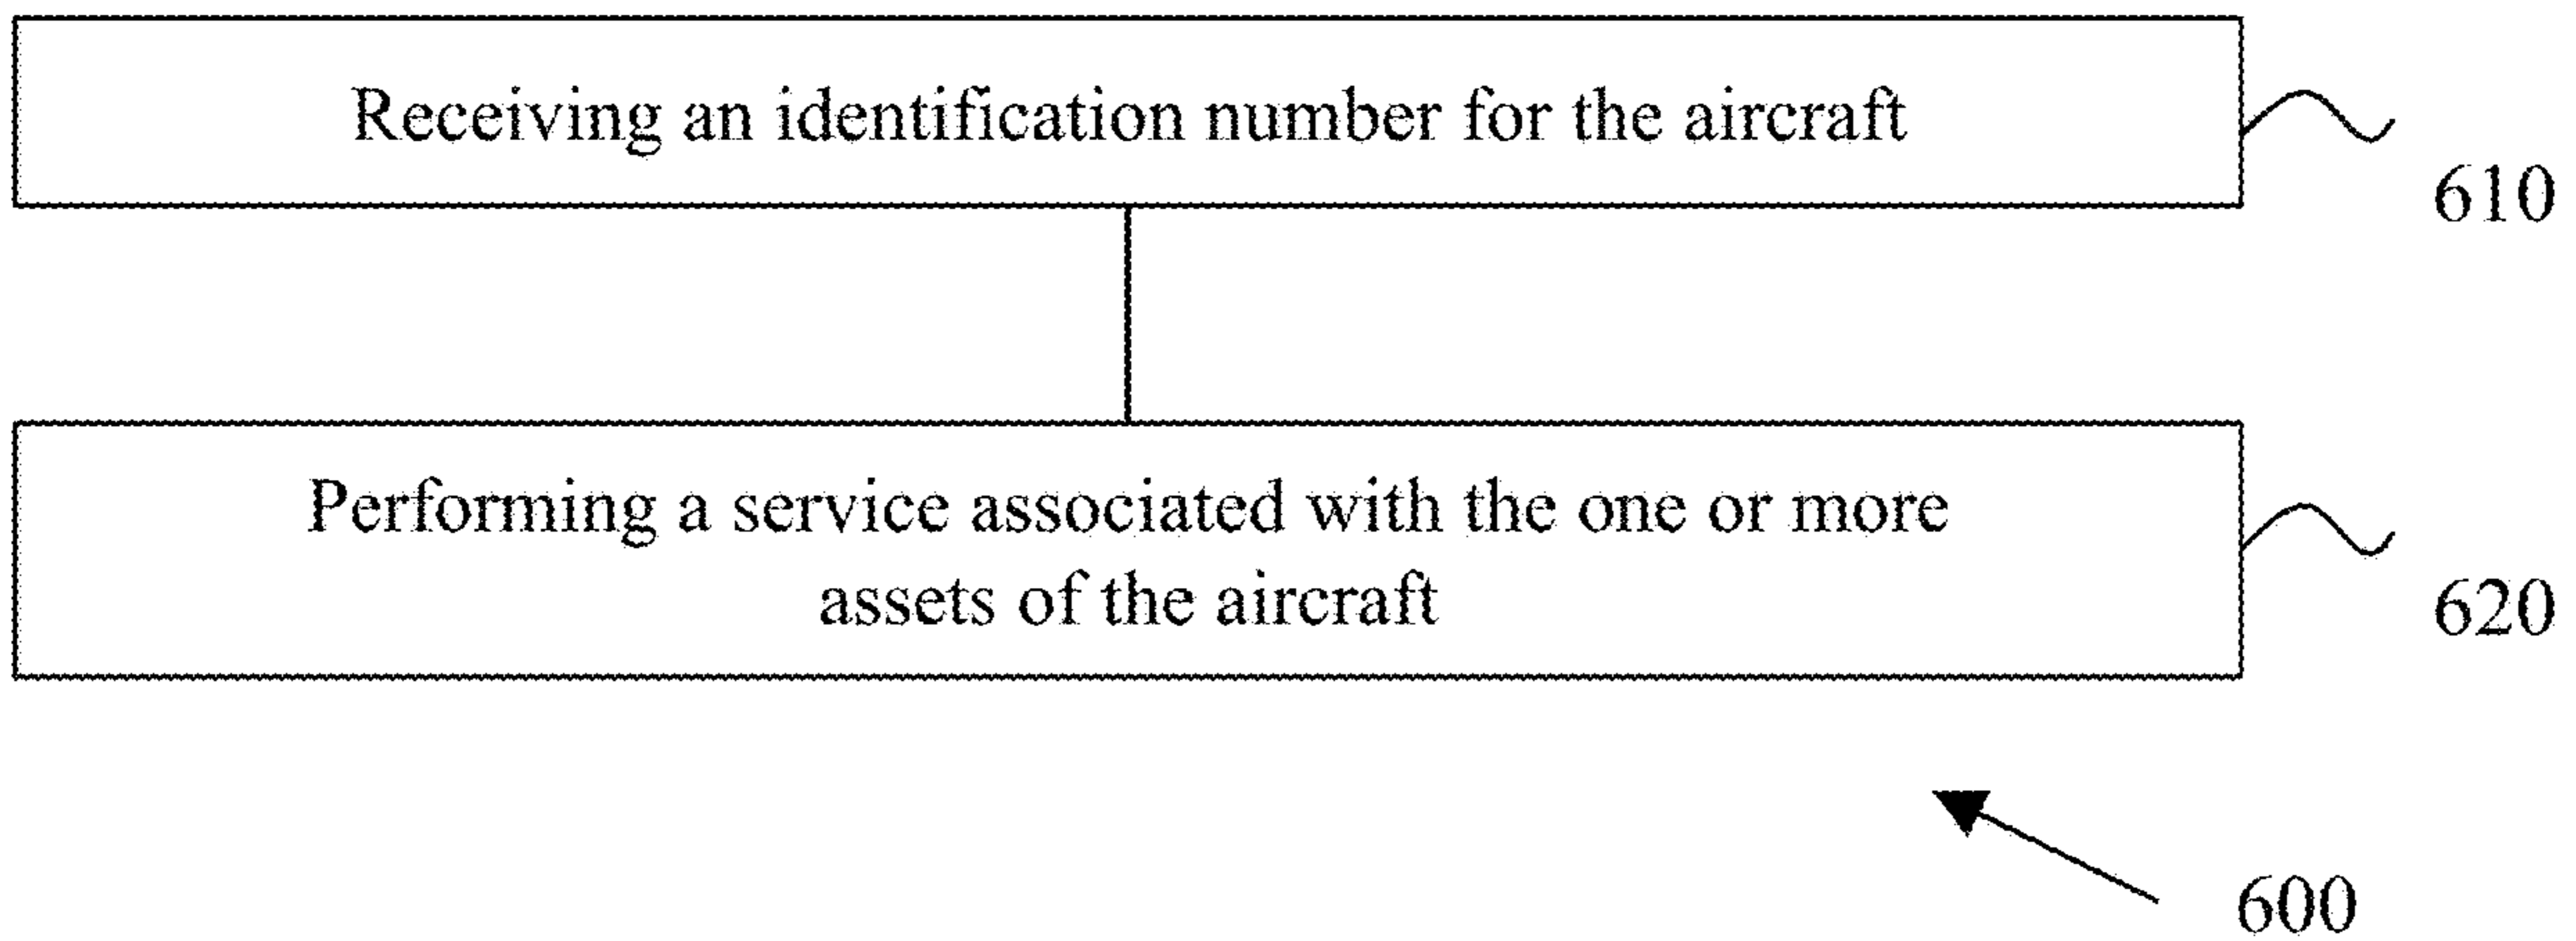 Receiving an identification number for the aircraft
610
Performing a service associated with the one or more
assets of the aircraft
620
600